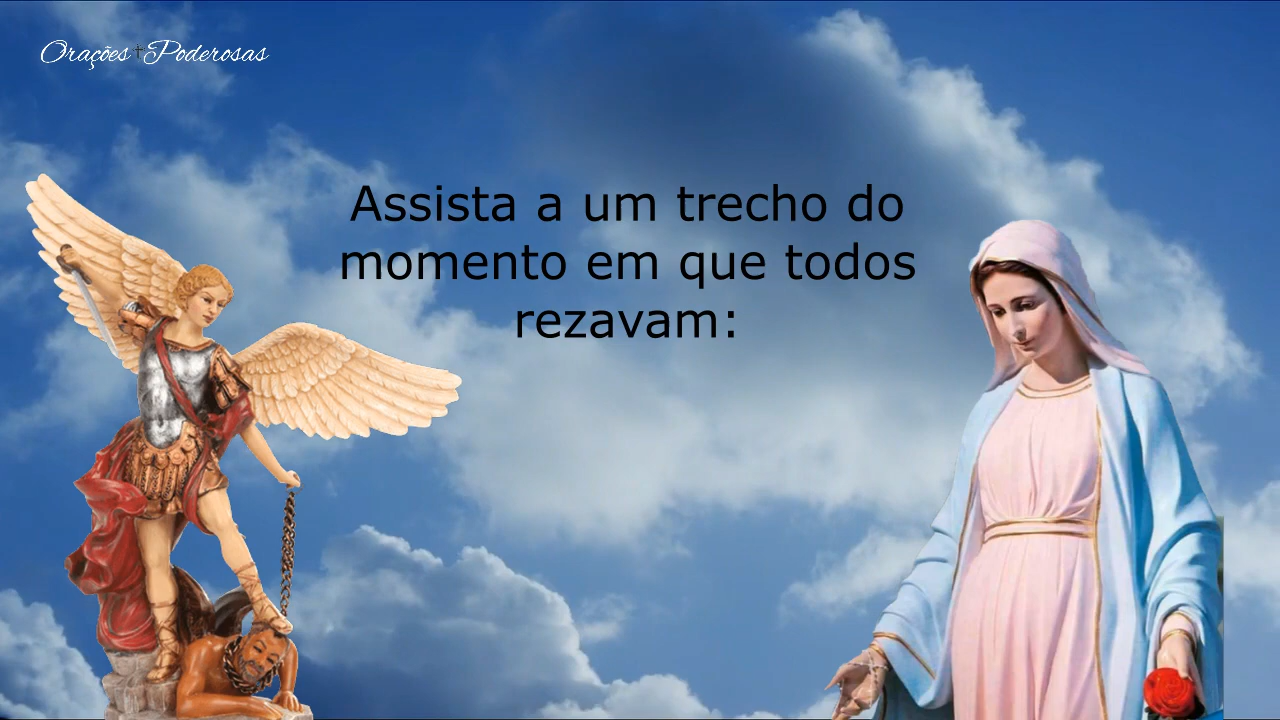 Orações Poderosas
Assista a um trecho do
momento em que todos
rezavam: